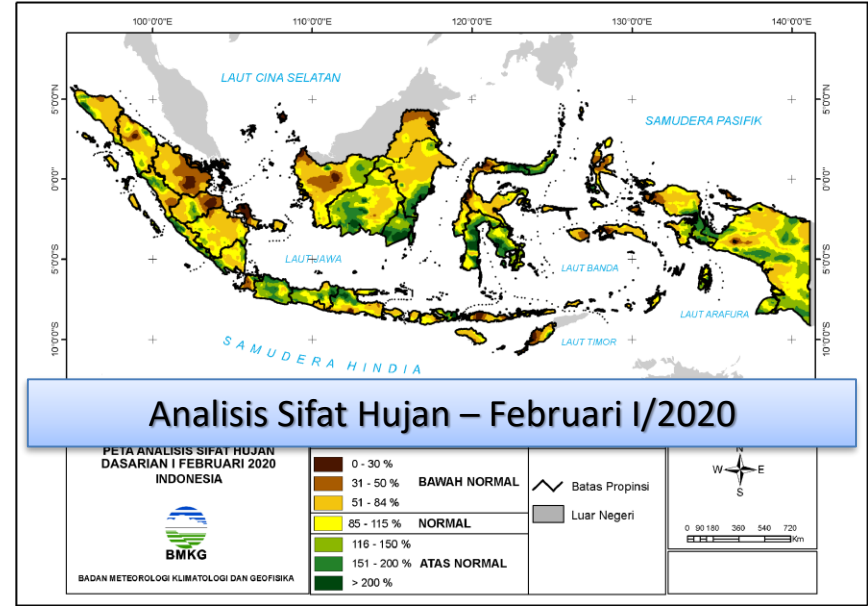 100°0'0"E 110°0'0"E 120°0'0"E 130°0'0"E 140°0'0"E
LAUT CINA SELATAN
SAMUDERA PASIFIK
5°0'0"N 5°0'0"N
0°0'0" 0°0'0"
5°0'0"S 5°0'0"S
10°0'0"S 10°0'0"S
LAUT JAWA
LAUT BANDA
LAUT ARAFURA
LAUT TIMOR
SAMUDERA HINDIA
Analisis Sifat Hujan – Februari I/2020
PETA ANALISIS SIFAT HUJAN
DASARIAN I FEBRUARI 2020
INDONESIA
BMKG
BADAN METEOROLOGI KLIMATOLOGI DAN GEOFISIKA
0 - 30 %
31 - 50 % BAWAH NORMAL
51 - 84 %
85 - 115 % NORMAL
116 - 150 %
151 - 200 % ATAS NORMAL
> 200 %
Batas Propinsi
Luar Negeri
N
W E
S
0 90 180 360 540 720
Km